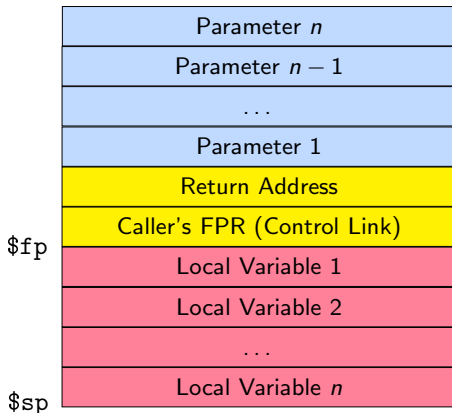 Parameter n
Parameter n − 1
...
Parameter 1
Return Address
Caller's FPR (Control Link)
$fp
Local Variable 1
Local Variable 2
...
Local Variable n
$sp